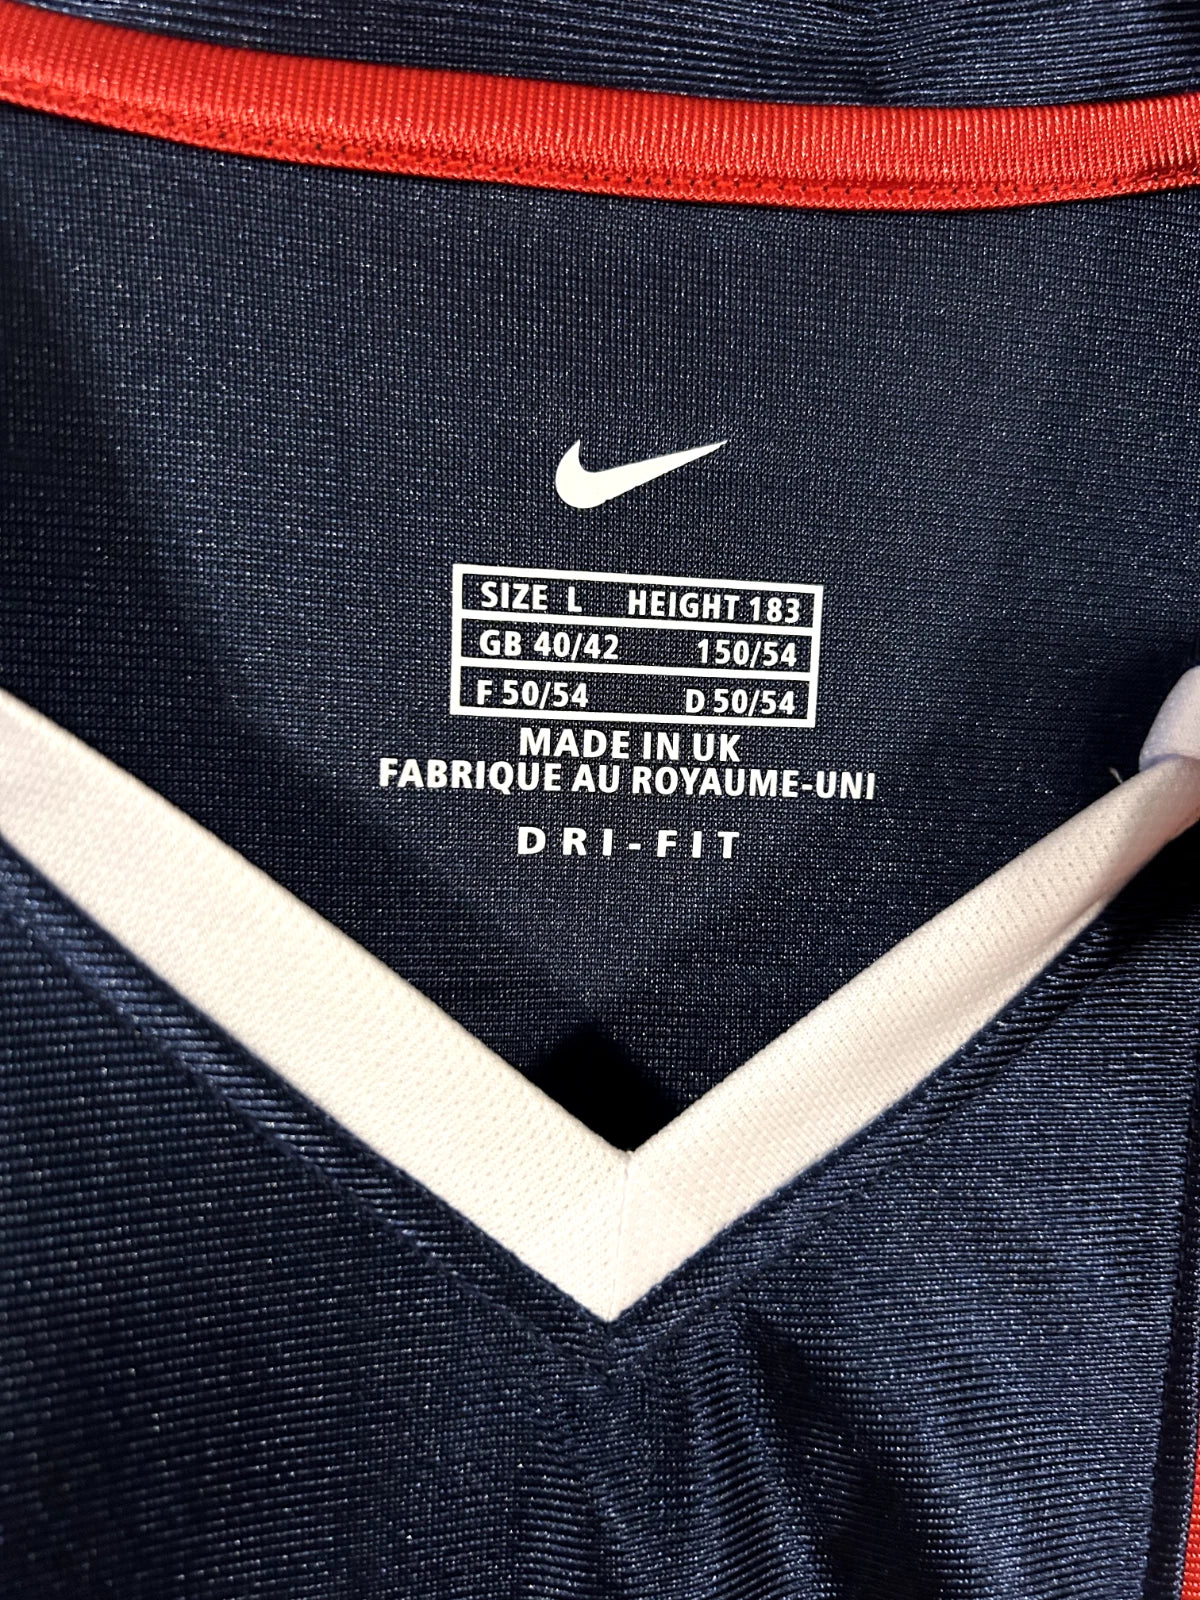 SIZE L HEIGHT 183
GB 40/42 150/54
F 50/54 D 50/54
MADE IN UK
FABRIQUE AU ROYAUME-UNI
DRI-FIT